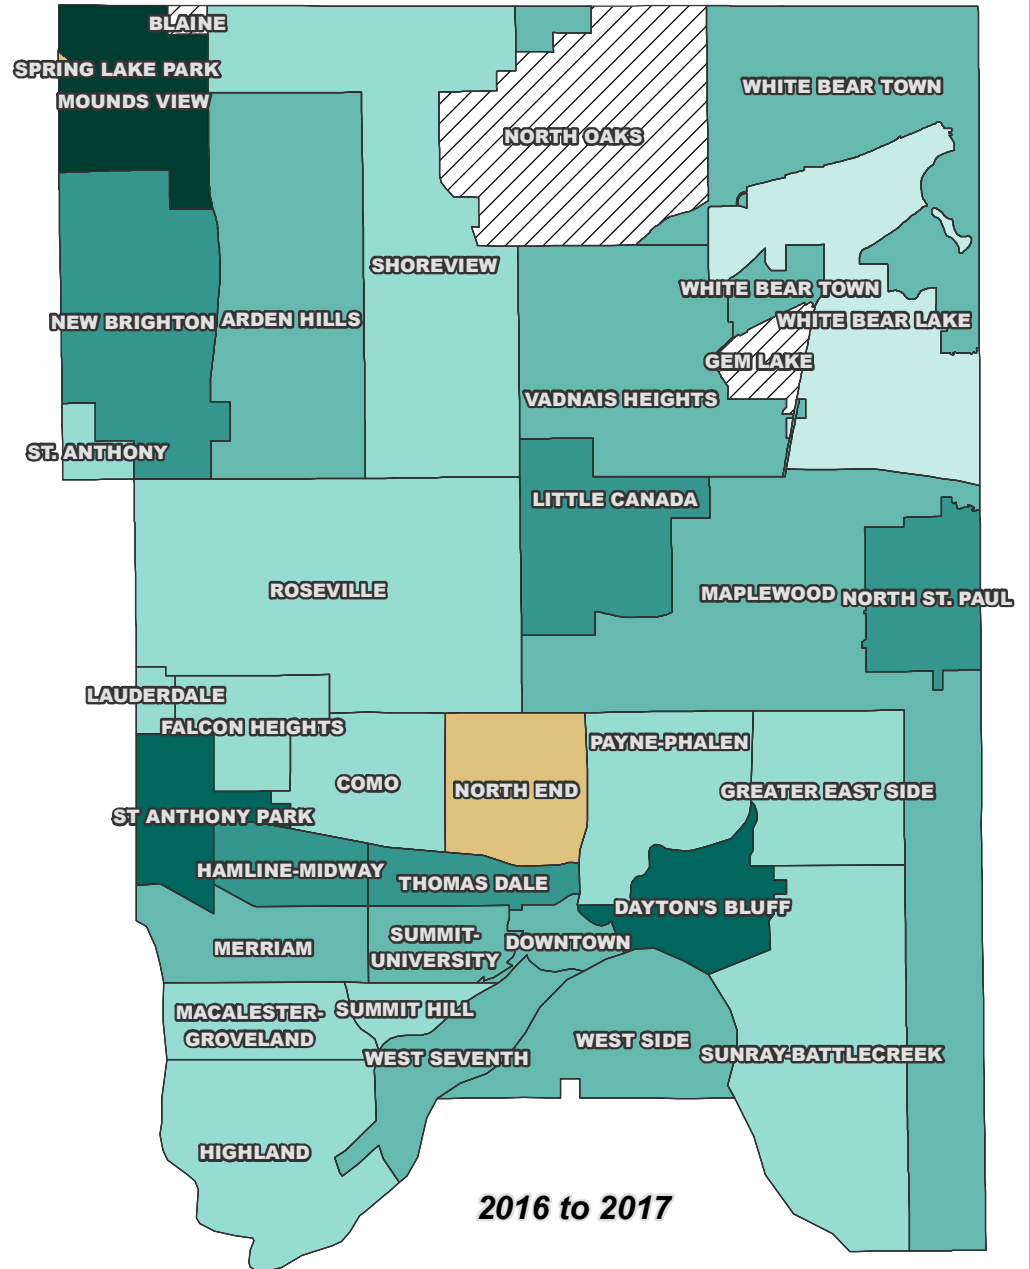 BLAINE
SPRING LAKE PARK
MOUNDS VIEW
WHITE BEAR TOWN
NORTH OAKS
SHOREVIEW
WHITE BEAR TOWN
NEW BRIGHTON
ARDEN HILLS
WHITE BEAR LAKE
GEM LAKE
VADNAIS HEIGHTS
ST. ANTHONY
LITTLE CANADA
ROSEVILLE
MAPLEWOOD
NORTH ST. PAUL
LAUDERDALE
FALCON HEIGHTS
PAYNE-PHALEN
COMO
NORTH END
GREATER EAST SIDE
ST ANTHONY PARK
HAMLINE-MIDWAY
THOMAS DALE
DAYTON'S BLUFF
MERRIAM
SUMMIT-
UNIVERSITY
DOWNTOWN
MACALESTER-
GROVELAND
SUMMIT HILL
WEST SEVENTH
WEST SIDE
SUNRAY-BATTLECREEK
HIGHLAND
2016 to 2017